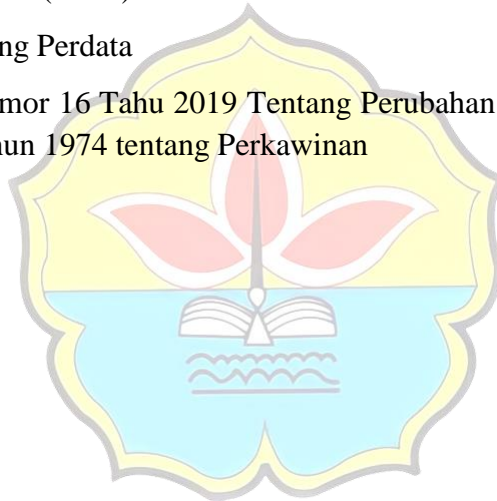 ng Perdata
mor 16 Tahu 2019 Tentang Perubahan
un 1974 tentang Perkawinan